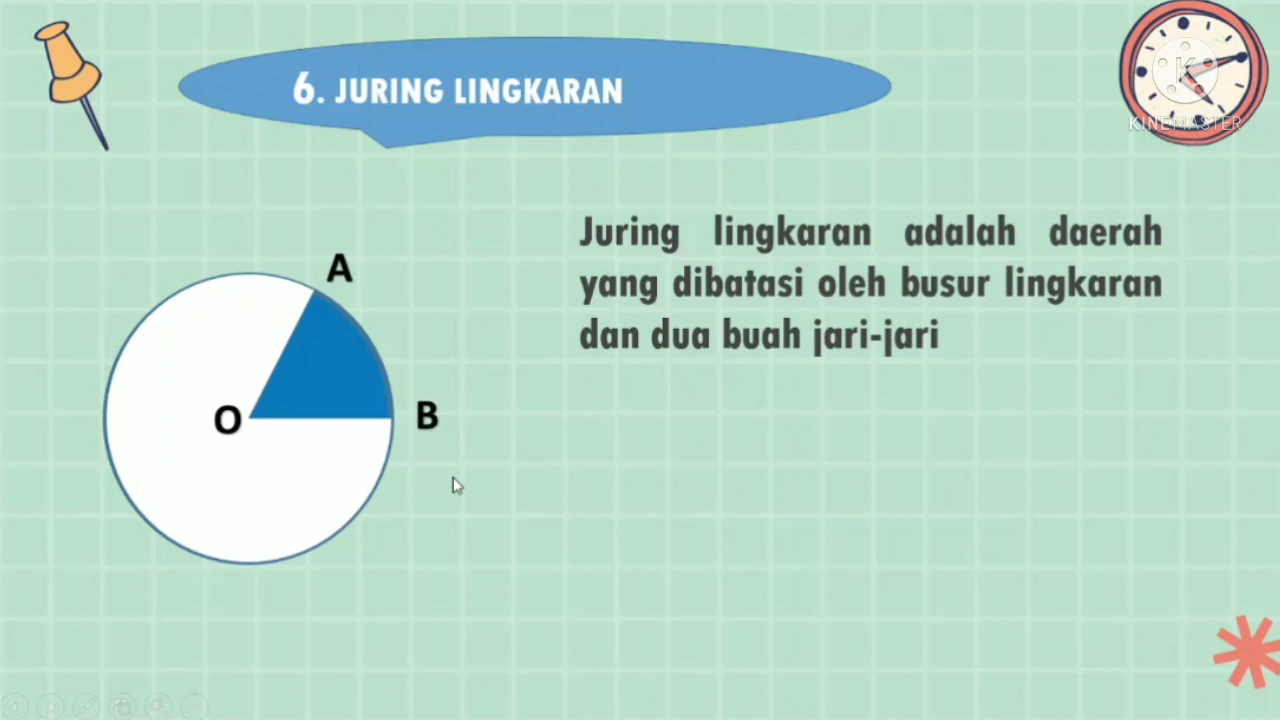 6. JURING LINGKARAN
K
KINEMASTER
Juring lingkaran adalah daerah
yang dibatasi oleh busur lingkaran
dan dua buah jari-jari
A
O
B